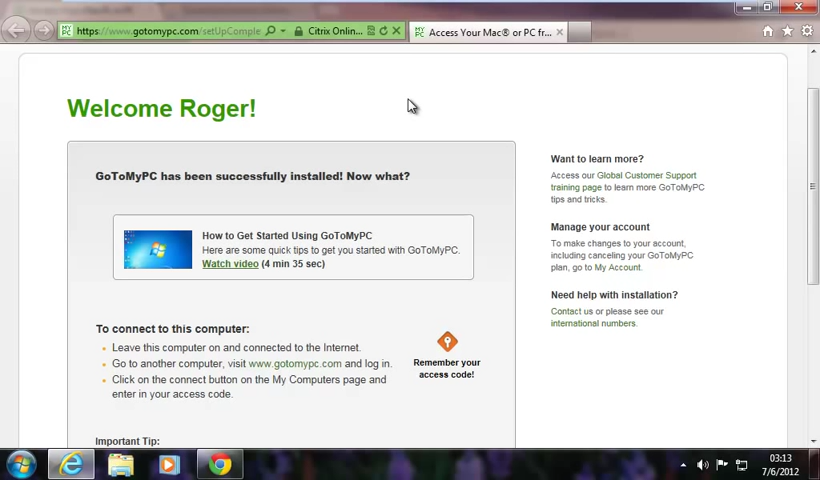 https://www.gotomypc.com/setUpComple
Citrix Onlin...
Access Your Mac® or PC fr...
Welcome Roger!
GoToMyPC has been successfully installed! Now what?
How to Get Started Using GoToMyPC
Here are some quick tips to get you started with GoToMyPC.
Watch video (4 min 35 sec)
To connect to this computer:
Leave this computer on and connected to the Internet.
Go to another computer, visit www.gotomypc.com and log in.
Click on the connect button on the My Computers page and
enter in your access code.
Remember your
access code!
Important Tip:
Want to learn more?
Access our Global Customer Support
training page to learn more GoToMyPC
tips and tricks.
Manage your account
To make changes to your account,
including canceling your GoToMyPC
plan, go to My Account.
Need help with installation?
Contact us or please see our
international numbers.
03:13
7/6/2012